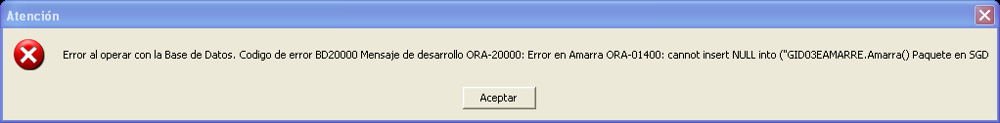 Atención
Error al operar con la Base de Datos. Codigo de error BD20000 Mensaje de desarrollo ORA-20000: Error en Amarra ORA-01400: cannot insert NULL into ("GID03EAMARRE.Amarra() Paquete en SGD
Aceptar